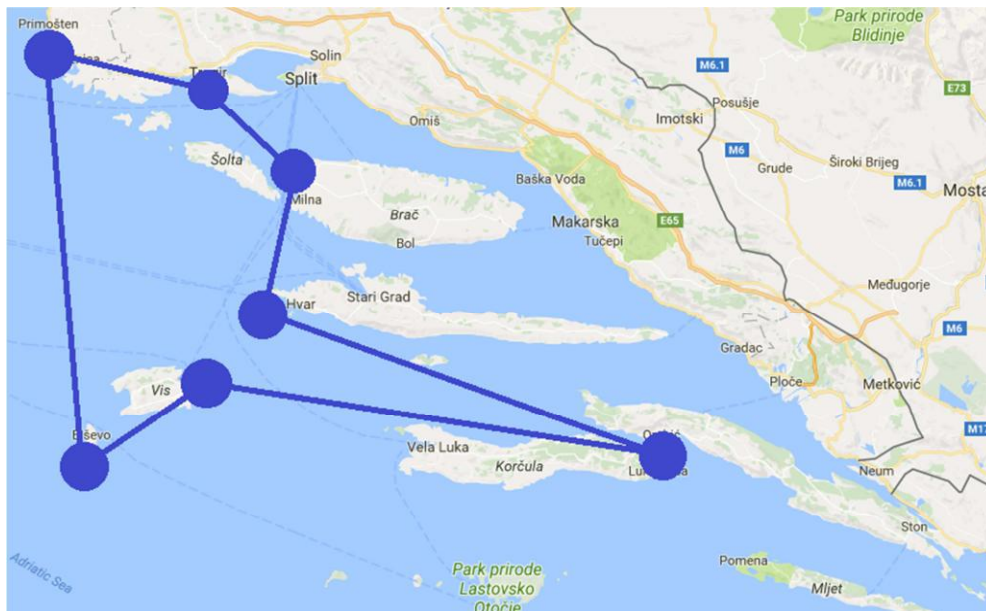 Primošten
Park prirode
Blidinje
Solin
Split
M6.1
E73
Posušje
Omiš
Imotski
M6
Grude
Široki Brijeg
Šolta
Baška Voda
M6.1
Mosta
Milna
Brač
Makarska
E65
Bol
Tučepi
Međugorje
Hvar
Stari Grad
M6
Gradac
Ploče
Metković
Vis
M17
Vela Luka
Korčula
Neum
Ston
Adriatic Sea
Park prirode
Lastovsko
Otočje
Pomena
Mljet